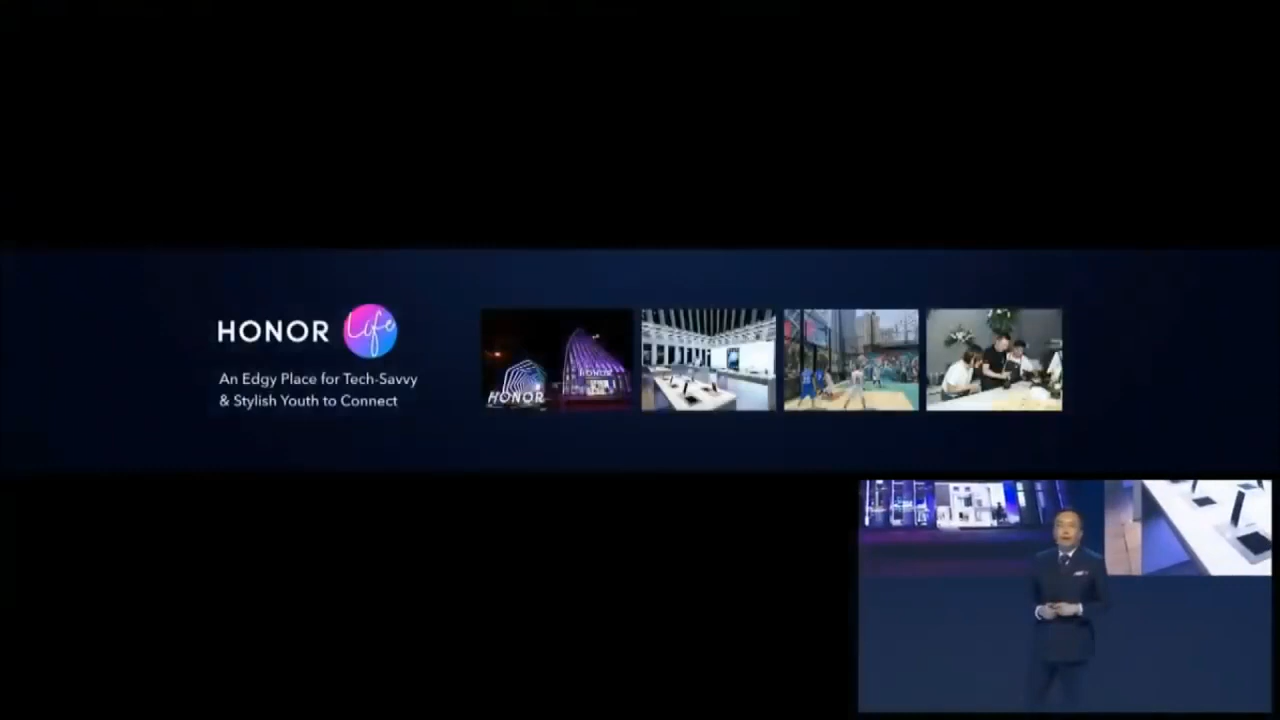 HONOR Life
An Edgy Place for Tech-Savvy
& Stylish Youth to Connect
HONOR
HONOR